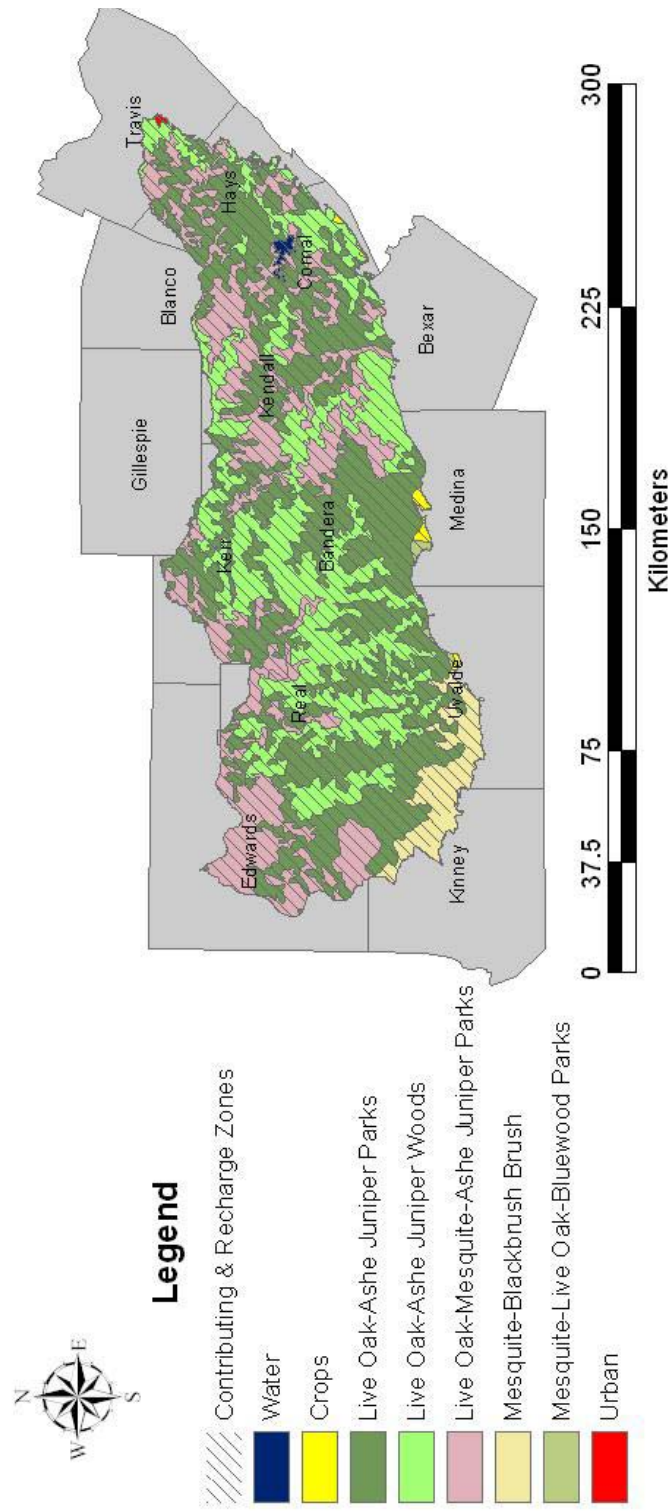 N
W
E
S
Legend
Contributing & Recharge Zones
Water
Crops
Live Oak-Ashe Juniper Parks
Live Oak-Ashe Juniper Woods
Live Oak-Mesquite-Ashe Juniper Parks
Mesquite-Blackbrush Brush
Mesquite-Live Oak-Bluewood Parks
Urban
Travis
Blanco
Hays
Gillespie
Comal
Kendall
Kerr
Bandera
Bexar
Edwards
Real
Medina
Uvalde
Kinney
0
37.5
75
150
225
300
Kilometers